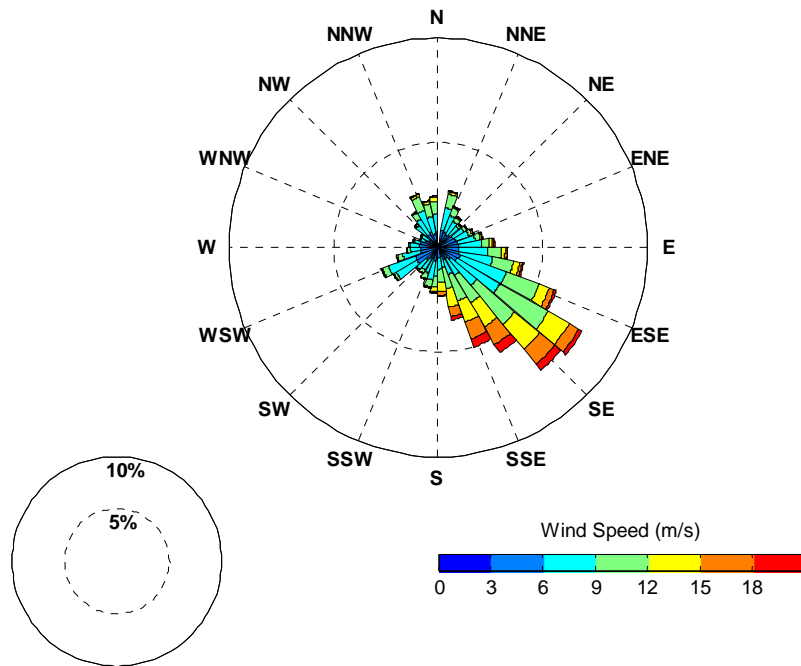 N
NNW
NNE
NW
NE
WNW
ENE
W
E
WSW
ESE
SW
SE
SSW
SSE
S
10%
5%
Wind Speed (m/s)
0 3 6 9 12 15 18